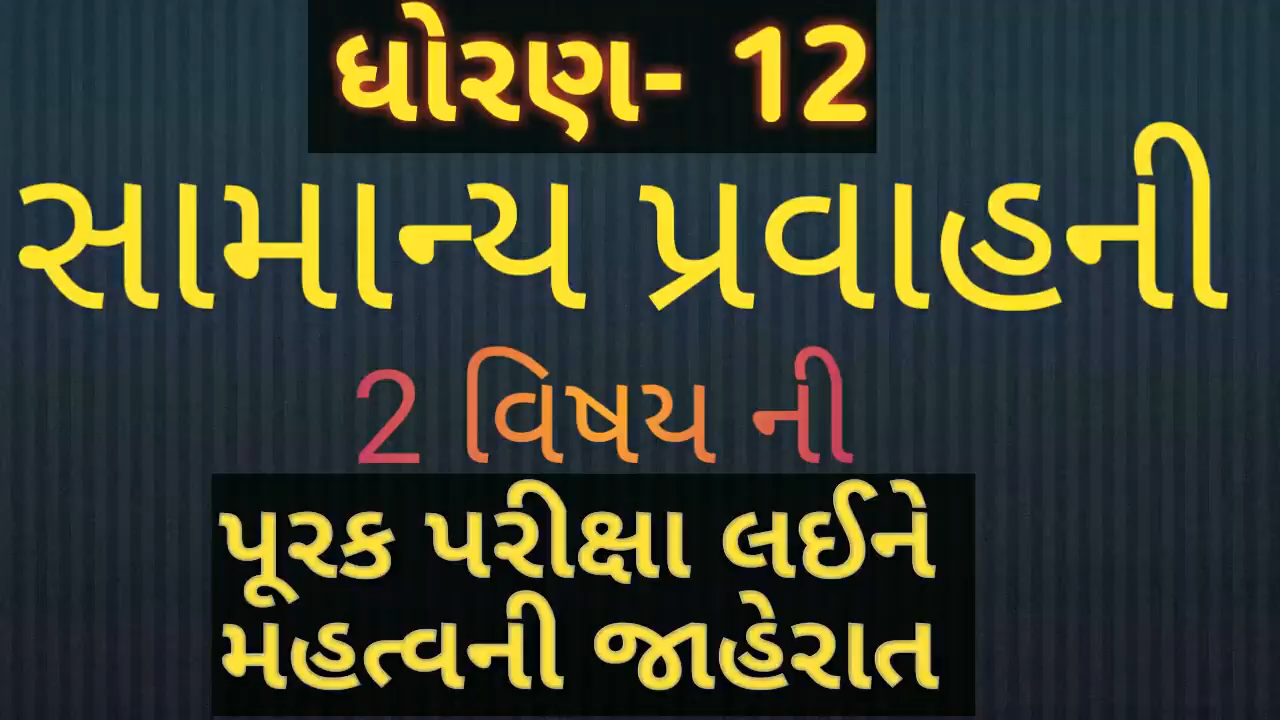 ધોરણ- 12
સામાન્ય પ્રવાહની
2 વિષય ની
પૂરક પરીક્ષા લઈને
મહત્વની જાહેરાત